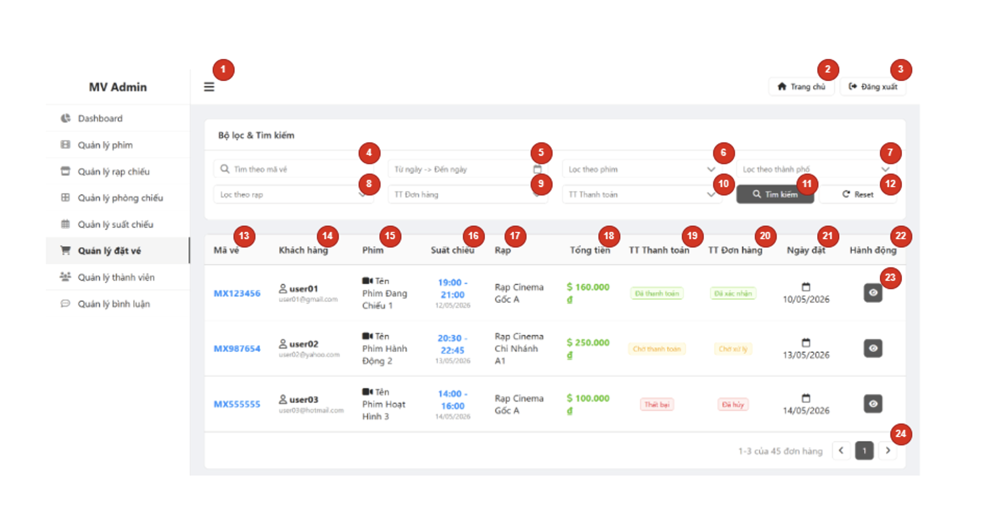 1
2
3
MV Admin
Trang chủ
Đăng xuất
Dashboard
Quản lý phim
Quản lý rạp chiếu
Quản lý phòng chiếu
Quản lý suất chiếu
Quản lý đặt vé
Quản lý thành viên
Quản lý bình luận
Bộ lọc & Tìm kiếm
4
5
6
7
Tìm theo mã vé
Từ ngày -> Đến ngày
Lọc theo phim
Lọc theo thành phố
8
9
10
11
12
Lọc theo rạp
TT Đơn hàng
TT Thanh toán
Tìm kiếm
Reset
13
14
15
16
17
18
19
20
21
22
Mã vé
Khách hàng
Phim
Suất chiếu
Rạp
Tổng tiền
TT Thanh toán
TT Đơn hàng
Ngày đặt
Hành động
23
MX123456
user01
user01@gmail.com
Tên
Phim Đang
Chiếu 1
19:00 -
21:00
12/05/2026
Rạp Cinema
Gốc A
$ 160.000
đ
Đã thanh toán
Đã xác nhận
10/05/2026
MX987654
user02
user02@yahoo.com
Tên
Phim Hành
Động 2
20:30 -
22:45
13/05/2026
Rạp Cinema
Chi Nhánh
A1
$ 250.000
đ
Chờ thanh toán
Chờ xử lý
13/05/2026
MX555555
user03
user03@hotmail.com
Tên
Phim Hoạt
Hình 3
14:00 -
16:00
14/05/2026
Rạp Cinema
Gốc A
$ 100.000
đ
Thất bại
Đã hủy
14/05/2026
24
1-3 của 45 đơn hàng
1